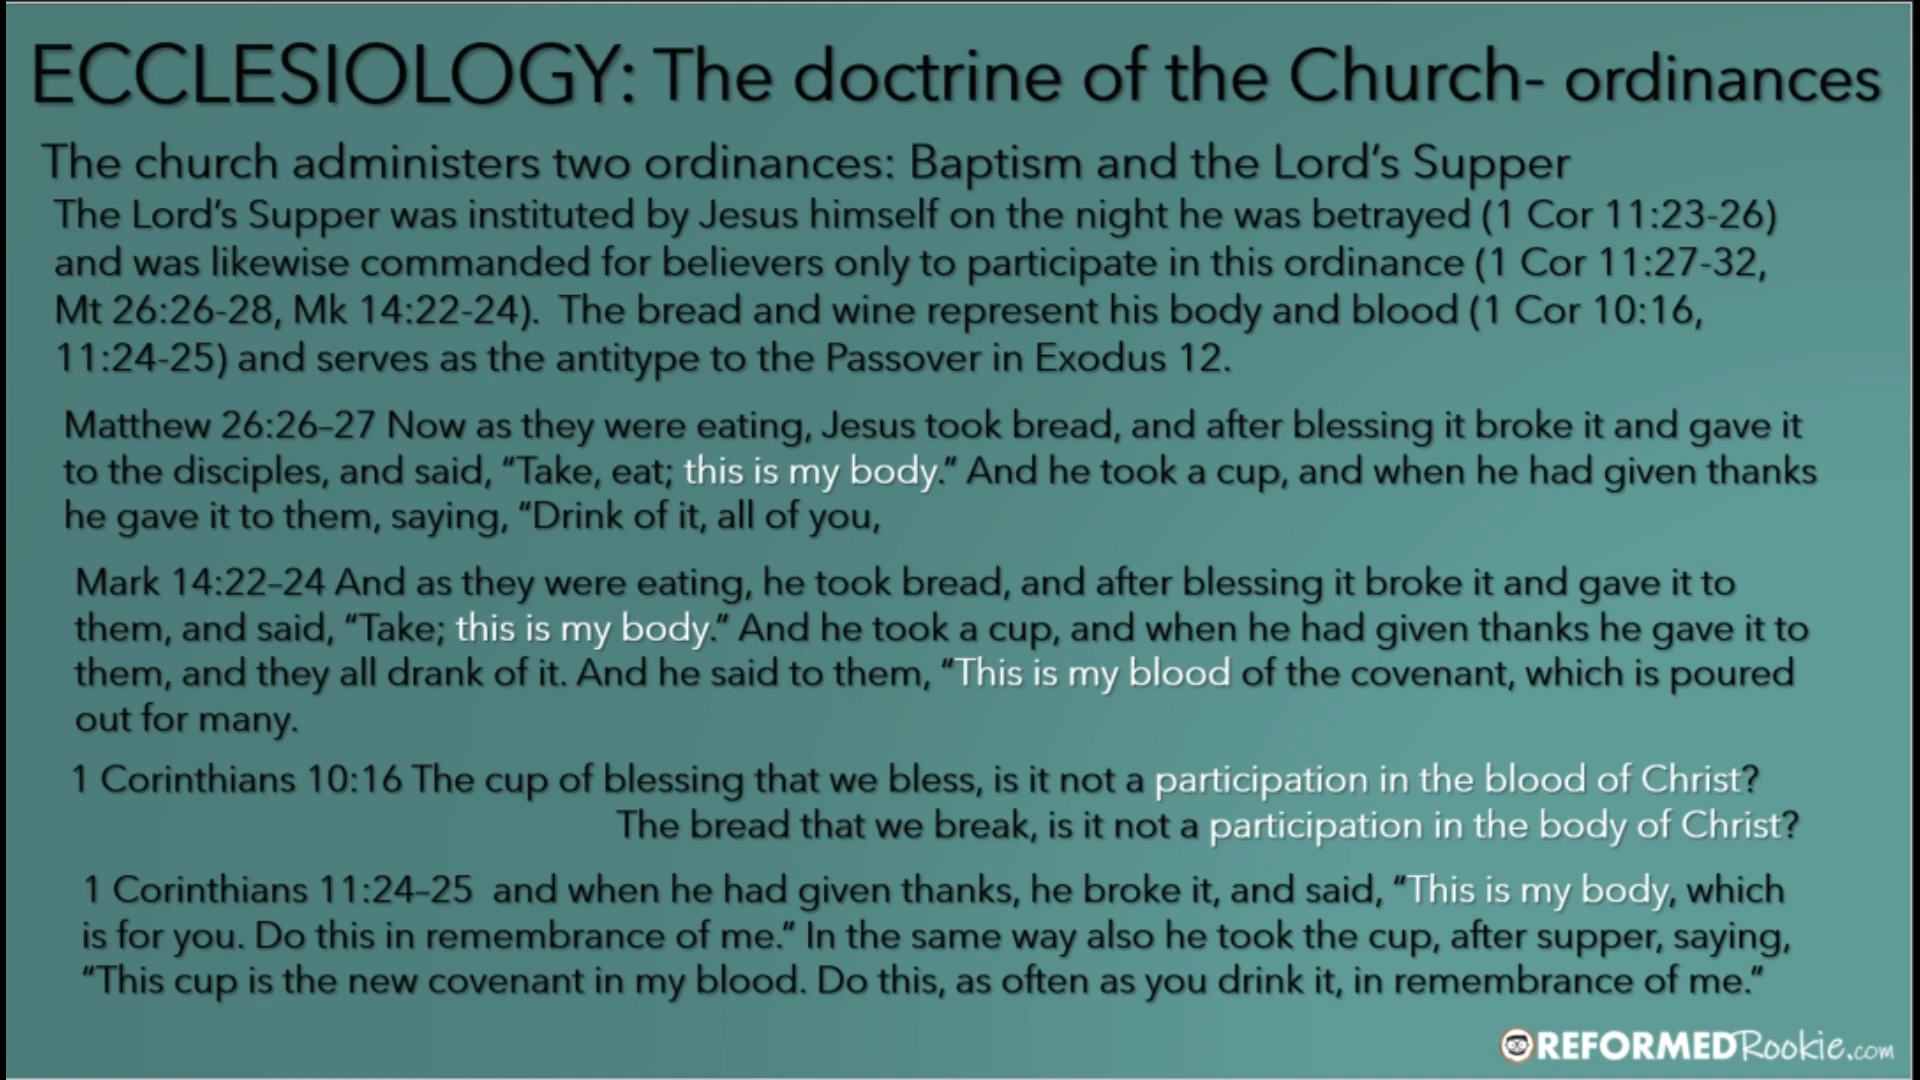 ECCLESIOLOGY: The doctrine of the Church- ordinances
The church administers two ordinances: Baptism and the Lord's Supper
The Lord's Supper was instituted by Jesus himself on the night he was betrayed (1 Cor 11:23-26)
and was likewise commanded for believers only to participate in this ordinance (1 Cor 11:27-32,
Mt 26:26-28, Mk 14:22-24).  The bread and wine represent his body and blood (1 Cor 10:16,
11:24-25) and serves as the antitype to the Passover in Exodus 12.
Matthew 26:26–27 Now as they were eating, Jesus took bread, and after blessing it broke it and gave it
to the disciples, and said, “Take, eat; this is my body.” And he took a cup, and when he had given thanks
he gave it to them, saying, “Drink of it, all of you,
Mark 14:22–24 And as they were eating, he took bread, and after blessing it broke it and gave it to
them, and said, “Take; this is my body.” And he took a cup, and when he had given thanks he gave it to
them, and they all drank of it. And he said to them, “This is my blood of the covenant, which is poured
out for many.
1 Corinthians 10:16 The cup of blessing that we bless, is it not a participation in the blood of Christ?
The bread that we break, is it not a participation in the body of Christ?
1 Corinthians 11:24–25  and when he had given thanks, he broke it, and said, “This is my body, which
is for you. Do this in remembrance of me.” In the same way also he took the cup, after supper, saying,
“This cup is the new covenant in my blood. Do this, as often as you drink it, in remembrance of me.”
REFORMEDRookie.com